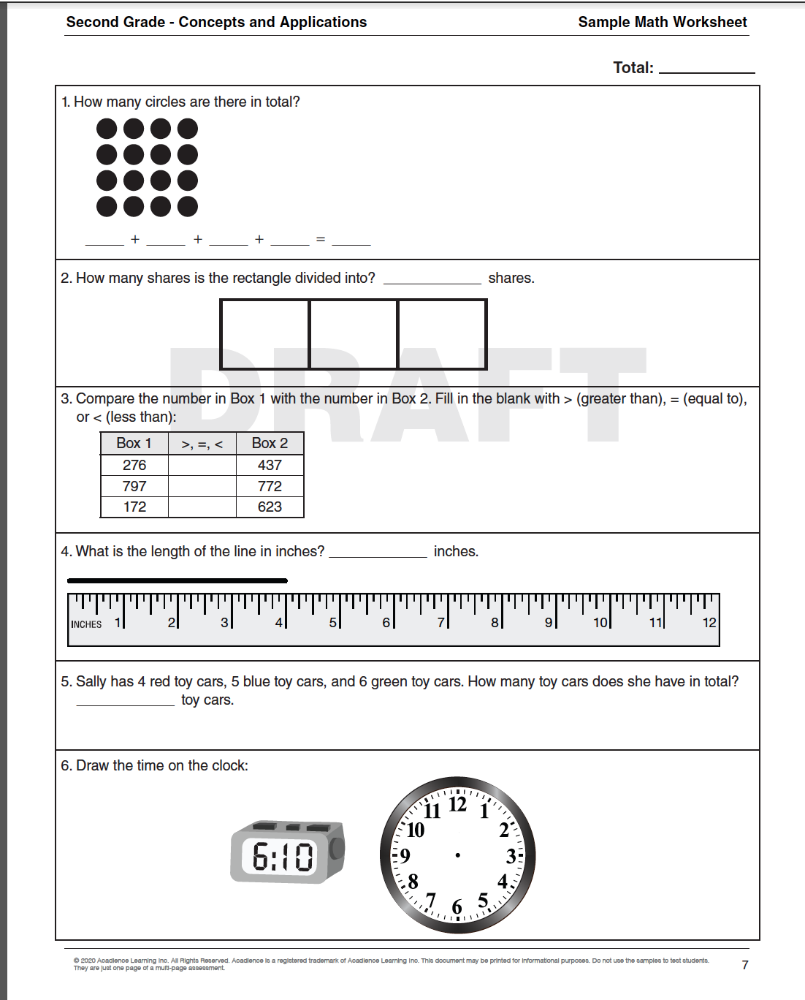 Second Grade - Concepts and Applications Sample Math Worksheet
Total: ____________
1. How many circles are there in total?
_____ + _____ + _____ + _____ = _____
2. How many shares is the rectangle divided into? ____________ shares.
DRAFT
3. Compare the number in Box 1 with the number in Box 2. Fill in the blank with > (greater than), = (equal to),
or < (less than):
Box 1 >, =, < Box 2
276 437
797 772
172 623
4. What is the length of the line in inches? ____________ inches.
INCHES 1 2 3 4 5 6 7 8 9 10 11 12
5. Sally has 4 red toy cars, 5 blue toy cars, and 6 green toy cars. How many toy cars does she have in total?
____________ toy cars.
6. Draw the time on the clock:
6:10
12 1 2 3 4 5 6 7 8 9 10 11
© 2020 Acadience Learning Inc. All Rights Reserved. Acadience is a registered trademark of Acadience Learning Inc. This document may be printed for informational purposes. Do not use the samples to test students.
They are just one page of a multi-page assessment.
7